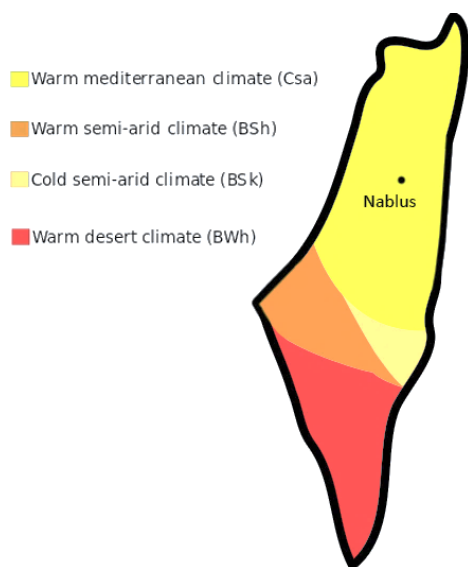 Warm mediterranean climate (Csa)
Warm semi-arid climate (BSh)
Cold semi-arid climate (BSk)
Warm desert climate (BWh)
Nablus